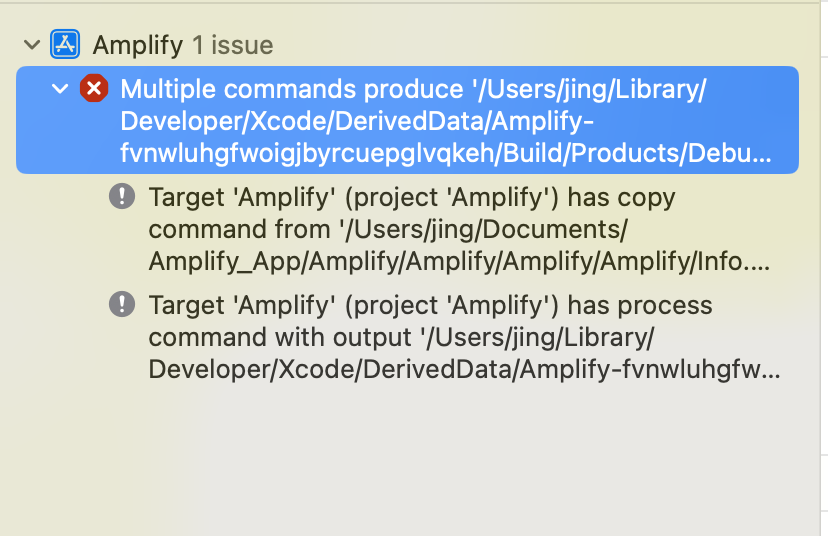 Amplify 1 issue
Multiple commands produce '/Users/jing/Library/
Developer/Xcode/DerivedData/Amplify-
fvnwluhgfwoigjbyrcuepglvqkeh/Build/Products/Debu...
Target 'Amplify' (project 'Amplify') has copy
command from '/Users/jing/Documents/
Amplify_App/Amplify/Amplify/Amplify/Amplify/Info....
Target 'Amplify' (project 'Amplify') has process
command with output '/Users/jing/Library/
Developer/Xcode/DerivedData/Amplify-fvnwluhgfw...